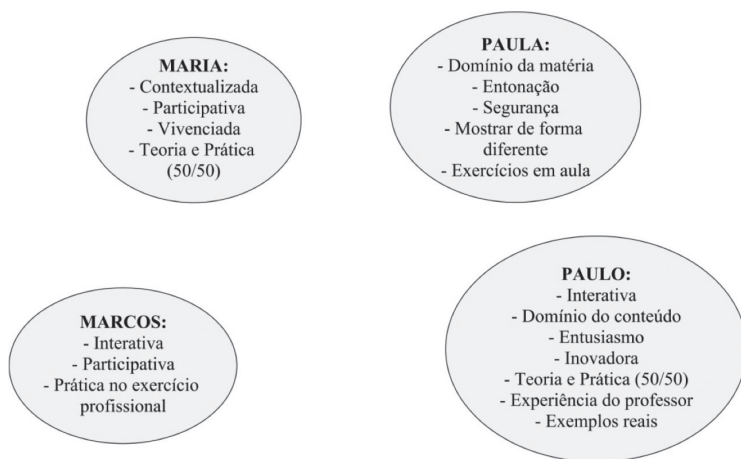 MARIA:
- Contextualizada
- Participativa
- Vivenciada
- Teoria e Prática
(50/50)
PAULA:
- Domínio da matéria
- Entonação
- Segurança
- Mostrar de forma
diferente
- Exercícios em aula
MARCOS:
- Interativa
- Participativa
- Prática no exercício
profissional
PAULO:
- Interativa
- Domínio do conteúdo
- Entusiasmo
- Inovadora
- Teoria e Prática (50/50)
- Experiência do professor
- Exemplos reais